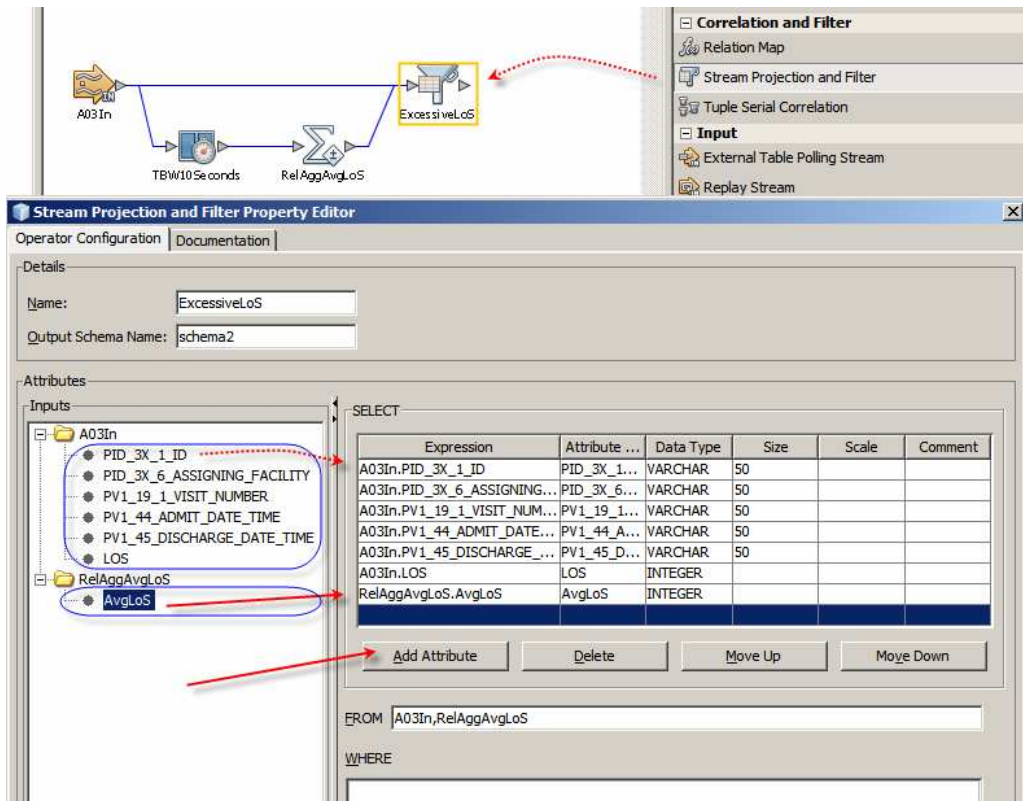 Correlation and Filter
Relation Map
Stream Projection and Filter
Tuple Serial Correlation
Input
External Table Polling Stream
Replay Stream
IN
A03In
TBW10Seconds
RelAggAvgLoS
ExcessiveLoS
Stream Projection and Filter Property Editor
Operator Configuration Documentation
Details
Name: ExcessiveLoS
Output Schema Name: schema2
Attributes
Inputs
A03In
PID_3X_1_ID
PID_3X_6_ASSIGNING_FACILITY
PV1_19_1_VISIT_NUMBER
PV1_44_ADMIT_DATE_TIME
PV1_45_DISCHARGE_DATE_TIME
LOS
RelAggAvgLoS
AvgLoS
SELECT
Expression Attribute ... Data Type Size Scale Comment
A03In.PID_3X_1_ID PID_3X_1... VARCHAR 50
A03In.PID_3X_6_ASSIGNING... PID_3X_6... VARCHAR 50
A03In.PV1_19_1_VISIT_NUM... PV1_19_1... VARCHAR 50
A03In.PV1_44_ADMIT_DATE... PV1_44_A... VARCHAR 50
A03In.PV1_45_DISCHARGE_... PV1_45_D... VARCHAR 50
A03In.LOS LOS INTEGER
RelAggAvgLoS.AvgLoS AvgLoS INTEGER
Add Attribute Delete Move Up Move Down
FROM A03In,RelAggAvgLoS
WHERE